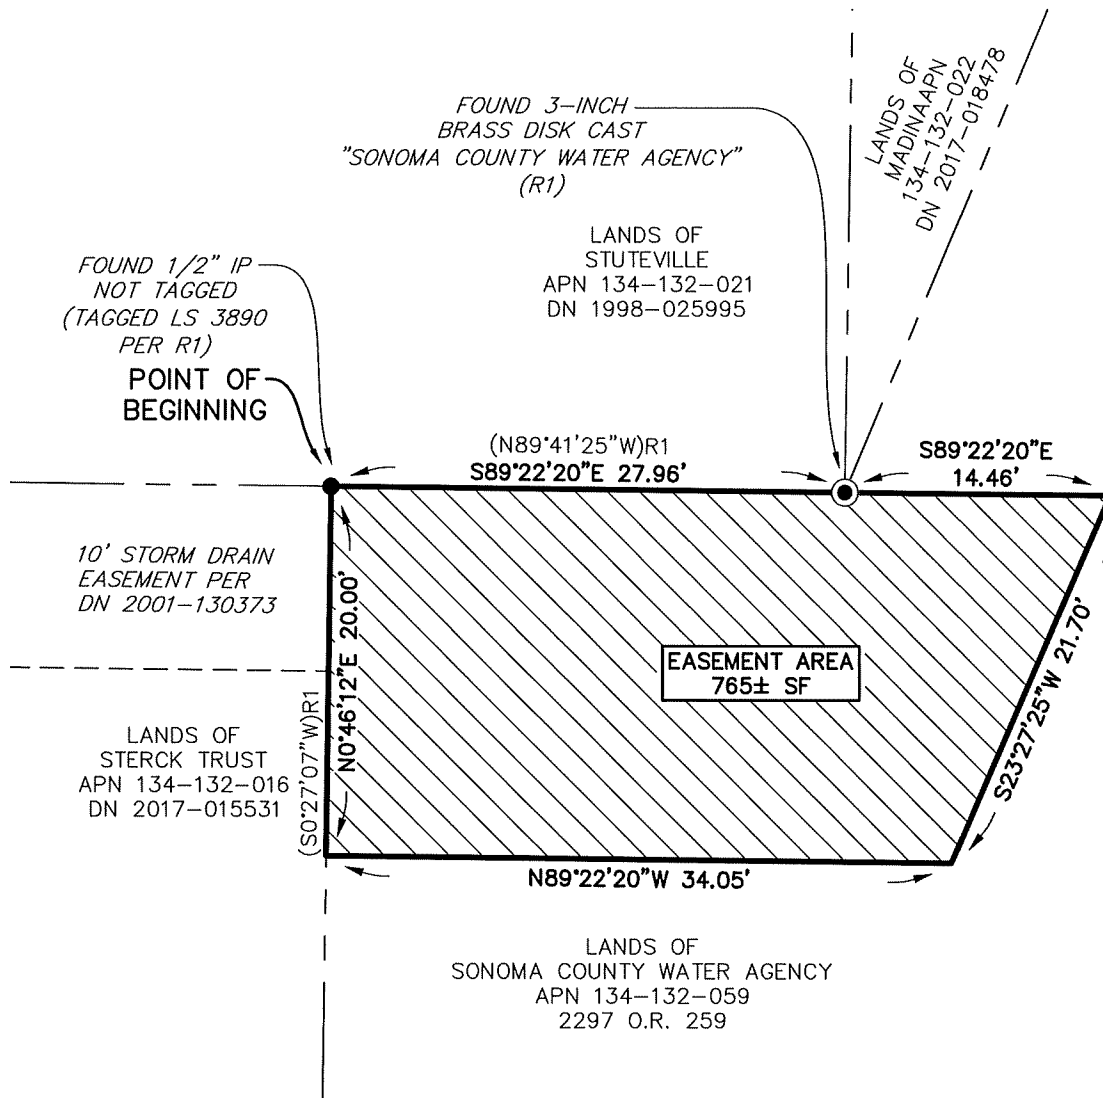 LANDS OF
MADINAAPN
134-132-022
DN 2017-018478
FOUND 3-INCH
BRASS DISK CAST
"SONOMA COUNTY WATER AGENCY"
(R1)
LANDS OF
STUTEVILLE
APN 134-132-021
DN 1998-025995
FOUND 1/2" IP
NOT TAGGED
(TAGGED LS 3890
PER R1)
POINT OF
BEGINNING
(N89°41'25"W)R1
S89°22'20"E 27.96'
S89°22'20"E
14.46'
10' STORM DRAIN
EASEMENT PER
DN 2001-130373
N0°46'12"E 20.00'
(S0°27'07"W)R1
EASEMENT AREA
765± SF
S23°27'25"W 21.70'
LANDS OF
STERCK TRUST
APN 134-132-016
DN 2017-015531
N89°22'20"W 34.05'
LANDS OF
SONOMA COUNTY WATER AGENCY
APN 134-132-059
2297 O.R. 259